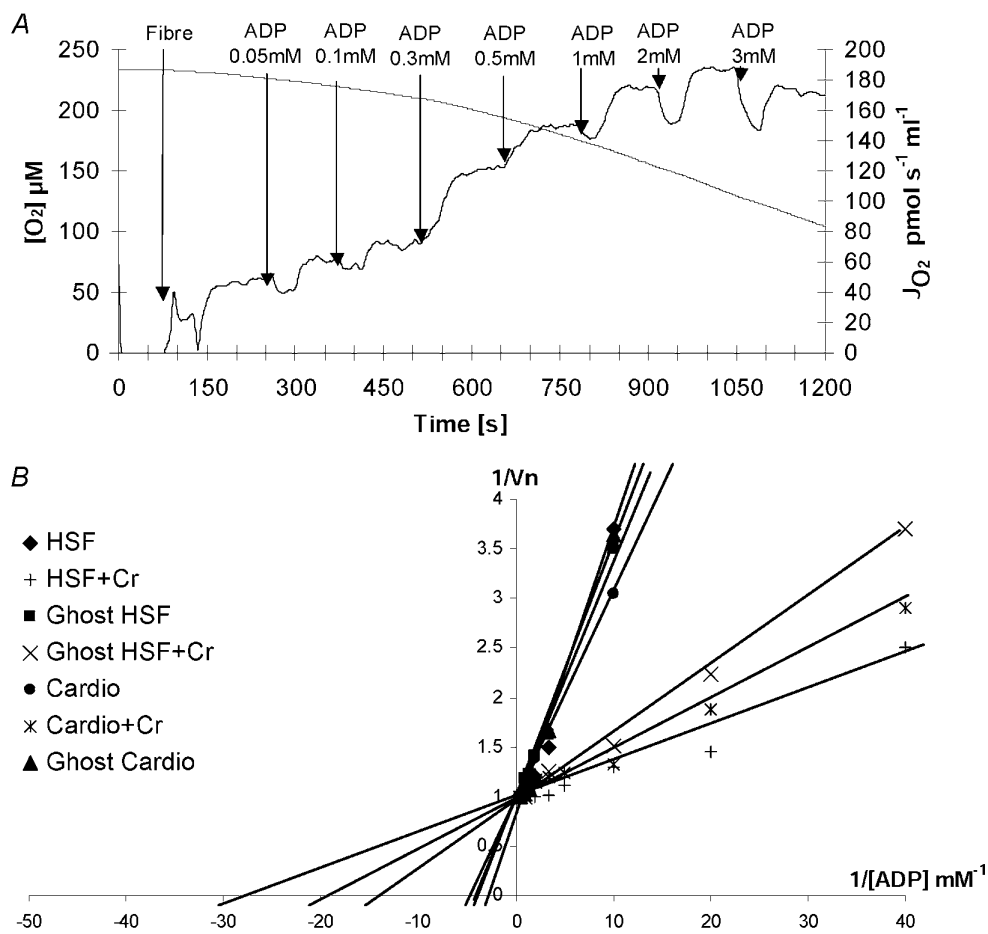 A
Fibre
ADP 0.05mM
ADP 0.1mM
ADP 0.3mM
ADP 0.5mM
ADP 1mM
ADP 2mM
ADP 3mM
250
200
150
100
50
0
[O2] µM
200
180
160
140
120
100
80
60
40
20
0
JO2 pmol s-1 ml-1
0 150 300 450 600 750 900 1050 1200
Time [s]
B
1/Vn
HSF
HSF+Cr
Ghost HSF
Ghost HSF+Cr
Cardio
Cardio+Cr
Ghost Cardio
4
3.5
3
2.5
2
1.5
1
0.5
0
1/[ADP] mM-1
-50 -40 -30 -20 -10 0 10 20 30 40